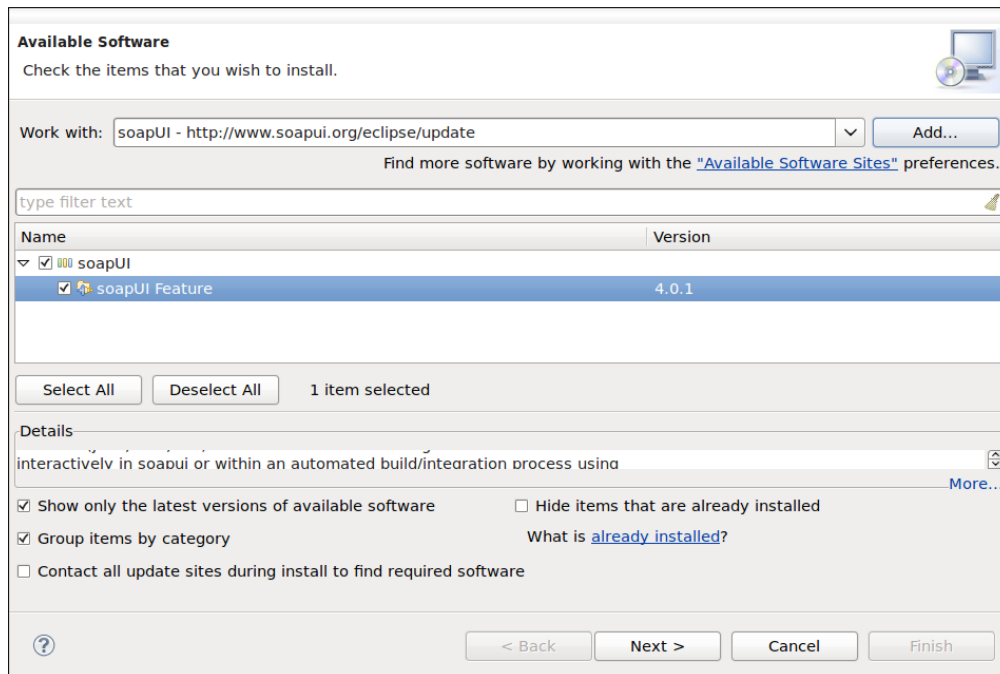 Available Software
Check the items that you wish to install.
Work with: soapUI - http://www.soapui.org/eclipse/update Add...
Find more software by working with the "Available Software Sites" preferences.
type filter text
Name Version
soapUI
soapUI Feature 4.0.1
Select All Deselect All 1 item selected
Details
interactively in soapui or within an automated build/integration process using
More...
Show only the latest versions of available software Hide items that are already installed
Group items by category What is already installed?
Contact all update sites during install to find required software
? < Back Next > Cancel Finish